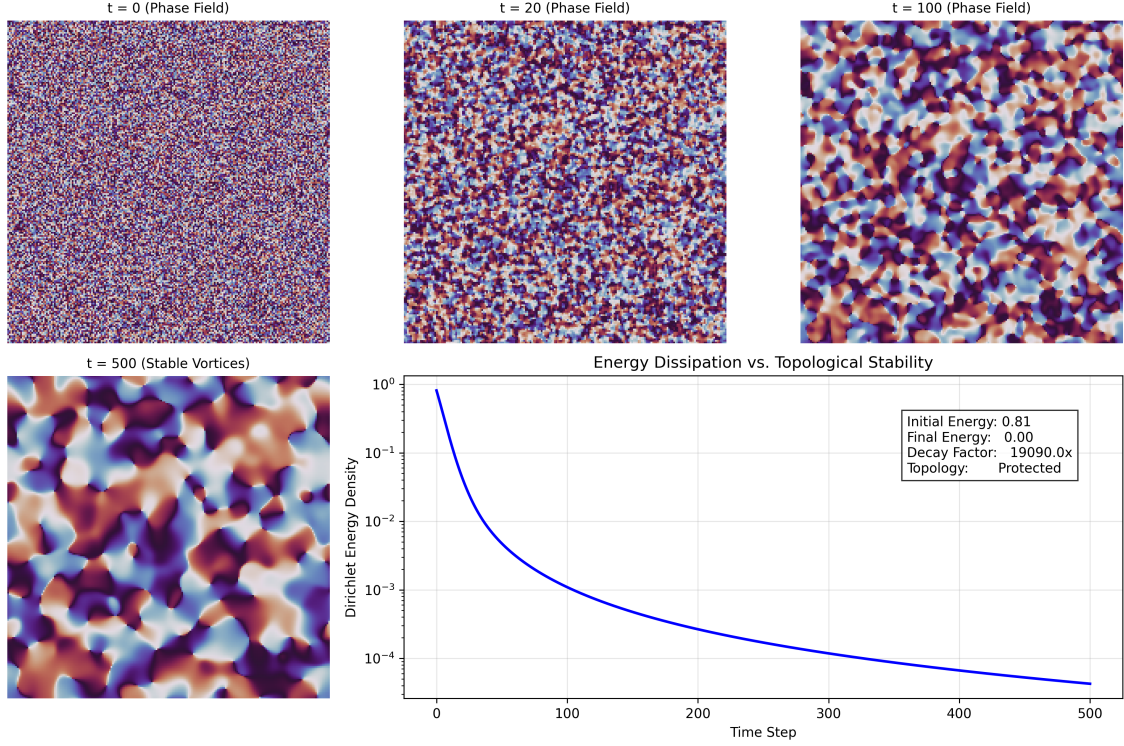 t = 0 (Phase Field)
t = 20 (Phase Field)
t = 100 (Phase Field)
t = 500 (Stable Vortices)
Energy Dissipation vs. Topological Stability
Dirichlet Energy Density
10⁰
10⁻¹
10⁻²
10⁻³
10⁻⁴
Initial Energy: 0.81
Final Energy: 0.00
Decay Factor: 19090.0x
Topology: Protected
0 100 200 300 400 500
Time Step